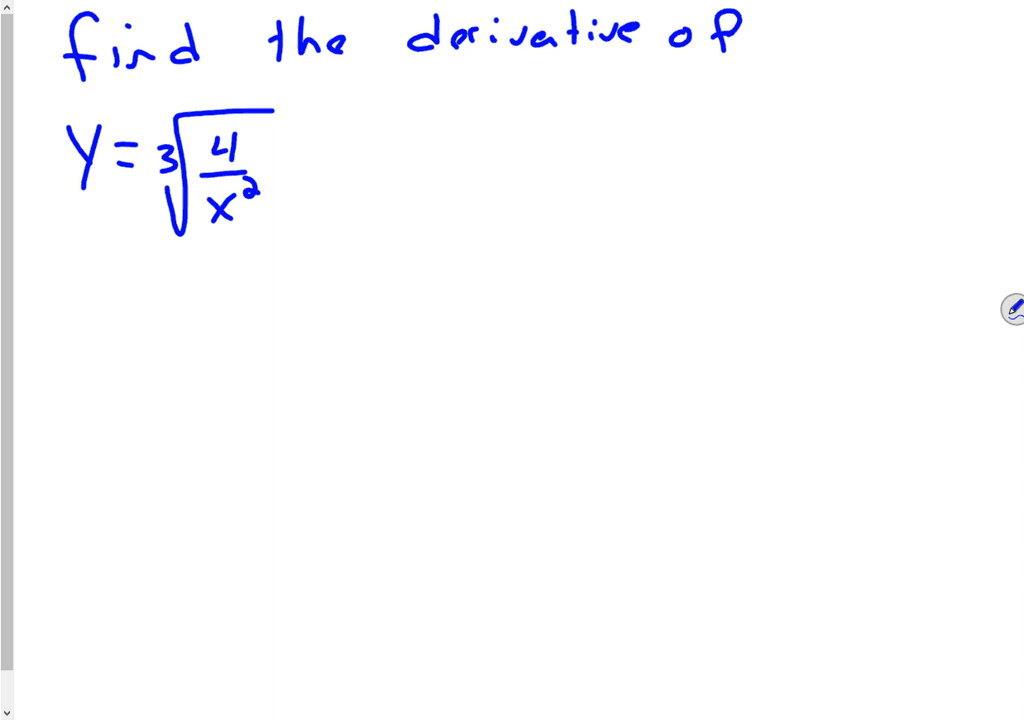 find the derivative of
y = ∛(4/x²)